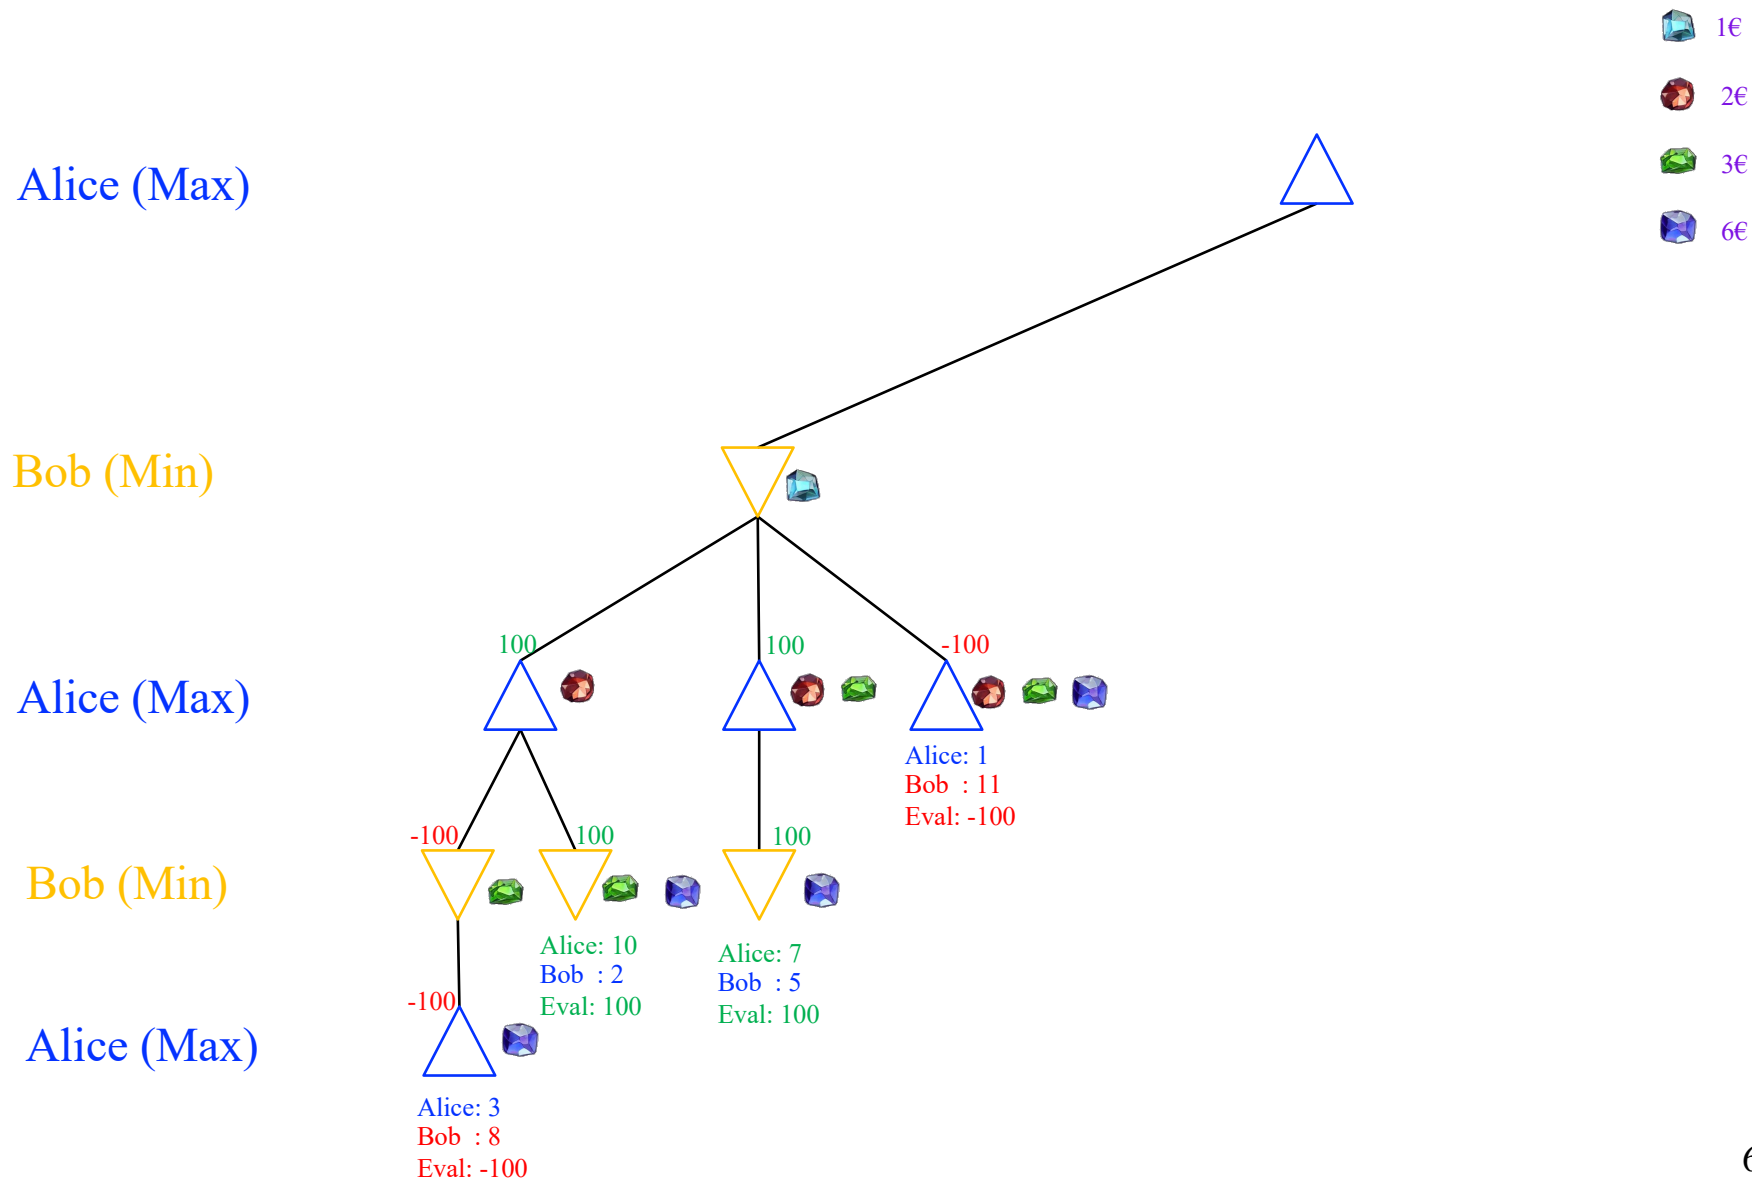 1€
2€
3€
6€
Alice (Max)
Bob (Min)
Alice (Max)
100
100
-100
Alice: 1
Bob : 11
Eval: -100
Bob (Min)
-100
100
100
Alice: 10
Bob : 2
Eval: 100
Alice: 7
Bob : 5
Eval: 100
Alice (Max)
-100
Alice: 3
Bob : 8
Eval: -100
6